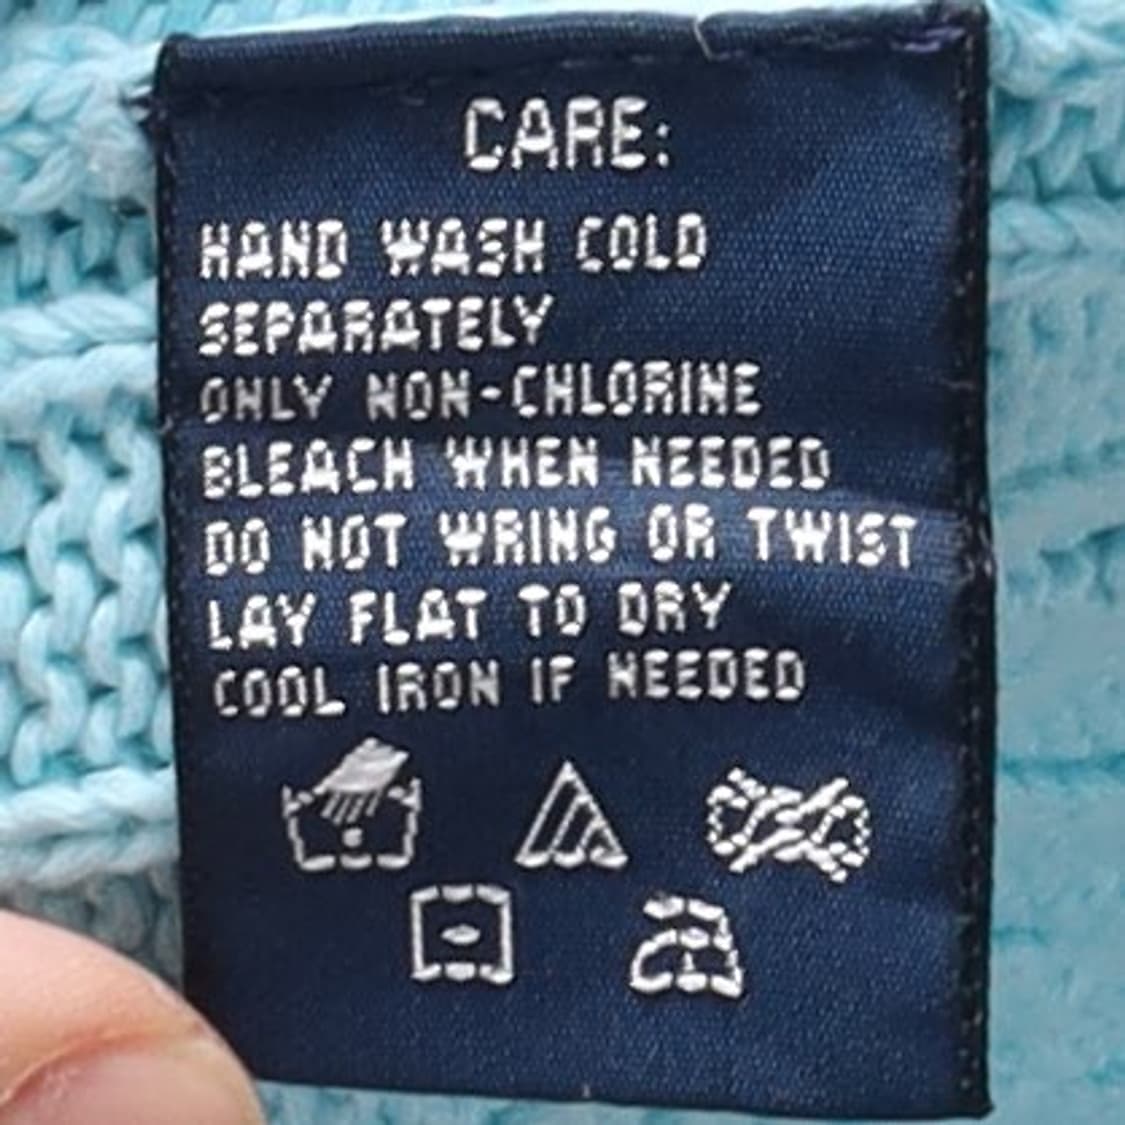 CARE:
HAND WASH COLD
SEPARATELY
ONLY NON-CHLORINE
BLEACH WHEN NEEDED
DO NOT WRING OR TWIST
LAY FLAT TO DRY
COOL IRON IF NEEDED